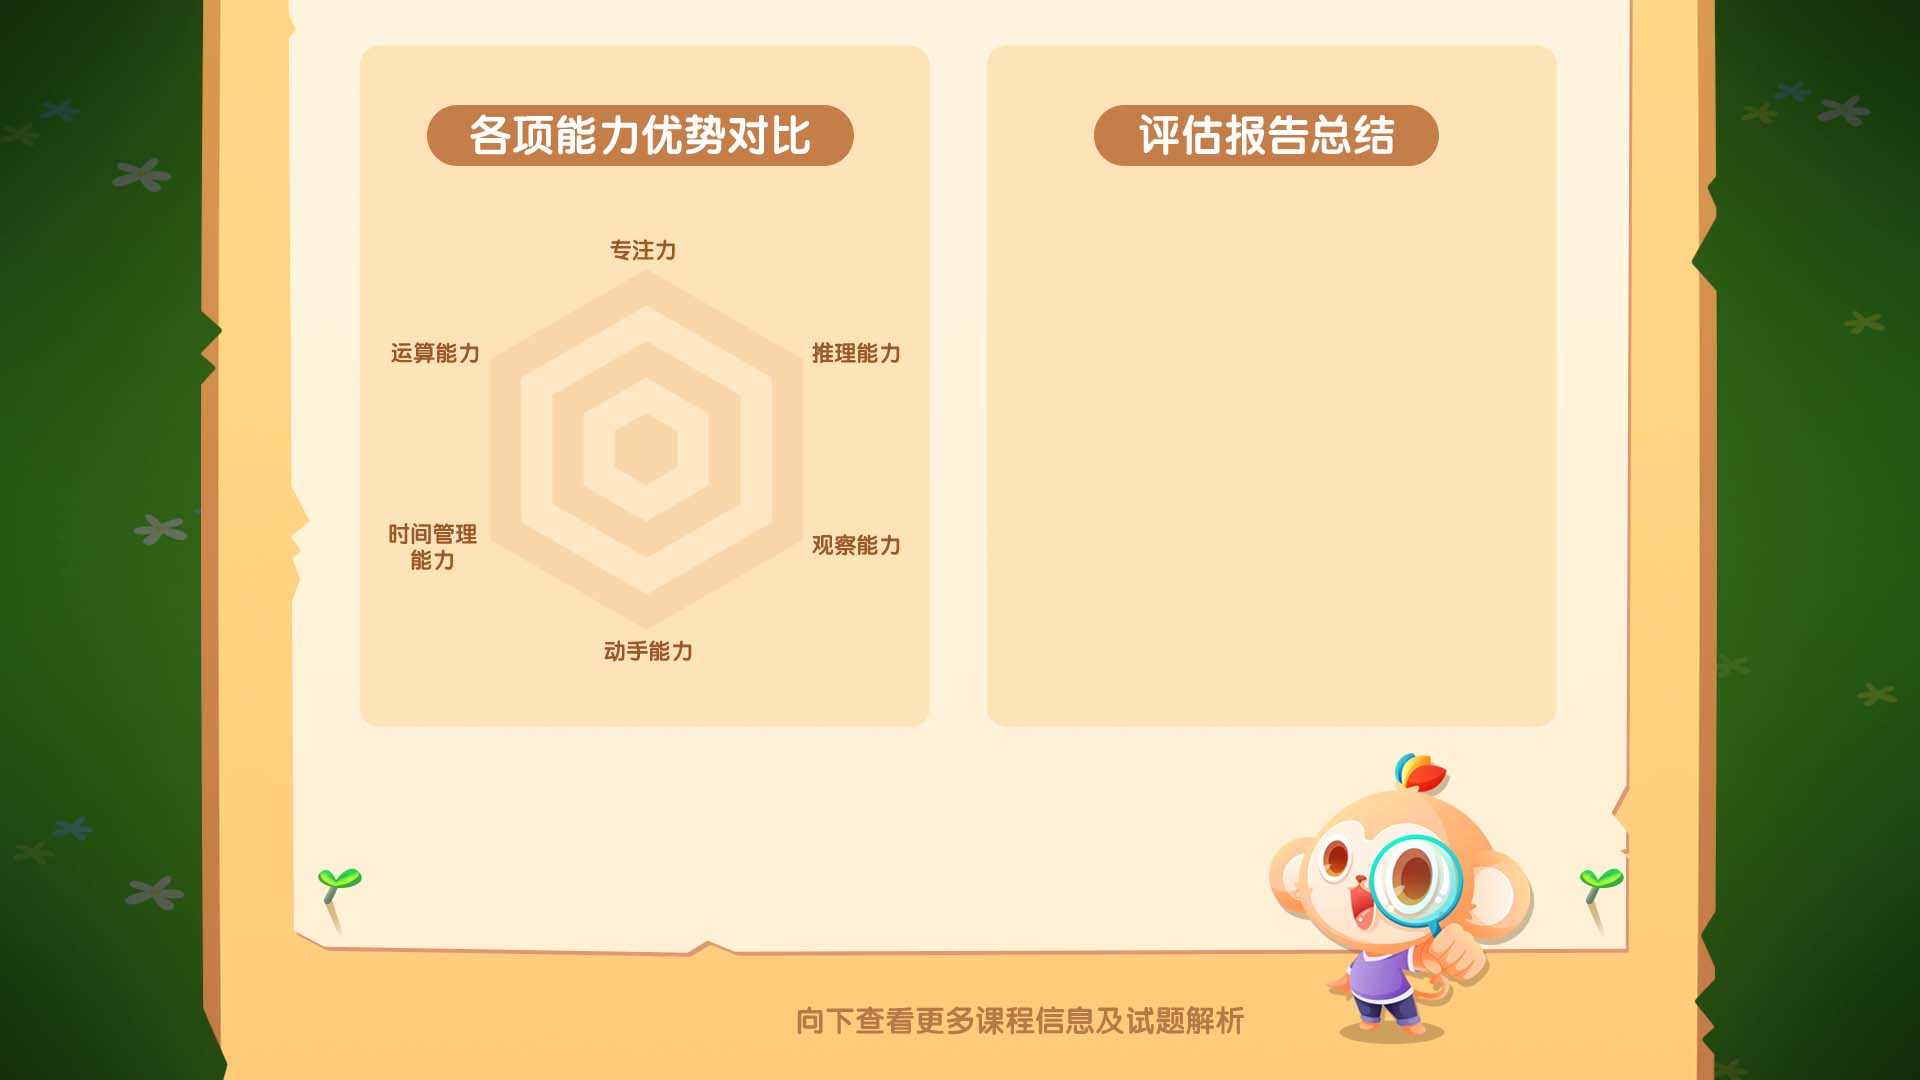 各项能力优势对比
评估报告总结
专注力
运算能力
推理能力
时间管理
能力
观察能力
动手能力
向下查看更多课程信息及试题解析